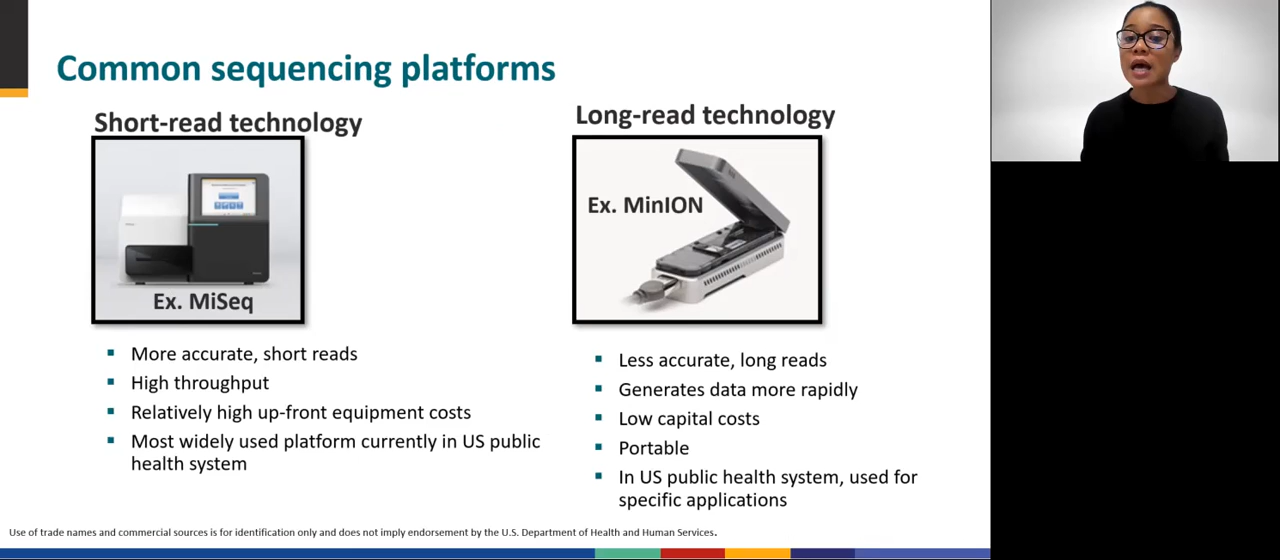 Common sequencing platforms
Short-read technology
Ex. MiSeq
More accurate, short reads
High throughput
Relatively high up-front equipment costs
Most widely used platform currently in US public
health system
Long-read technology
Ex. MinION
Less accurate, long reads
Generates data more rapidly
Low capital costs
Portable
In US public health system, used for
specific applications
Use of trade names and commercial sources is for identification only and does not imply endorsement by the U.S. Department of Health and Human Services.